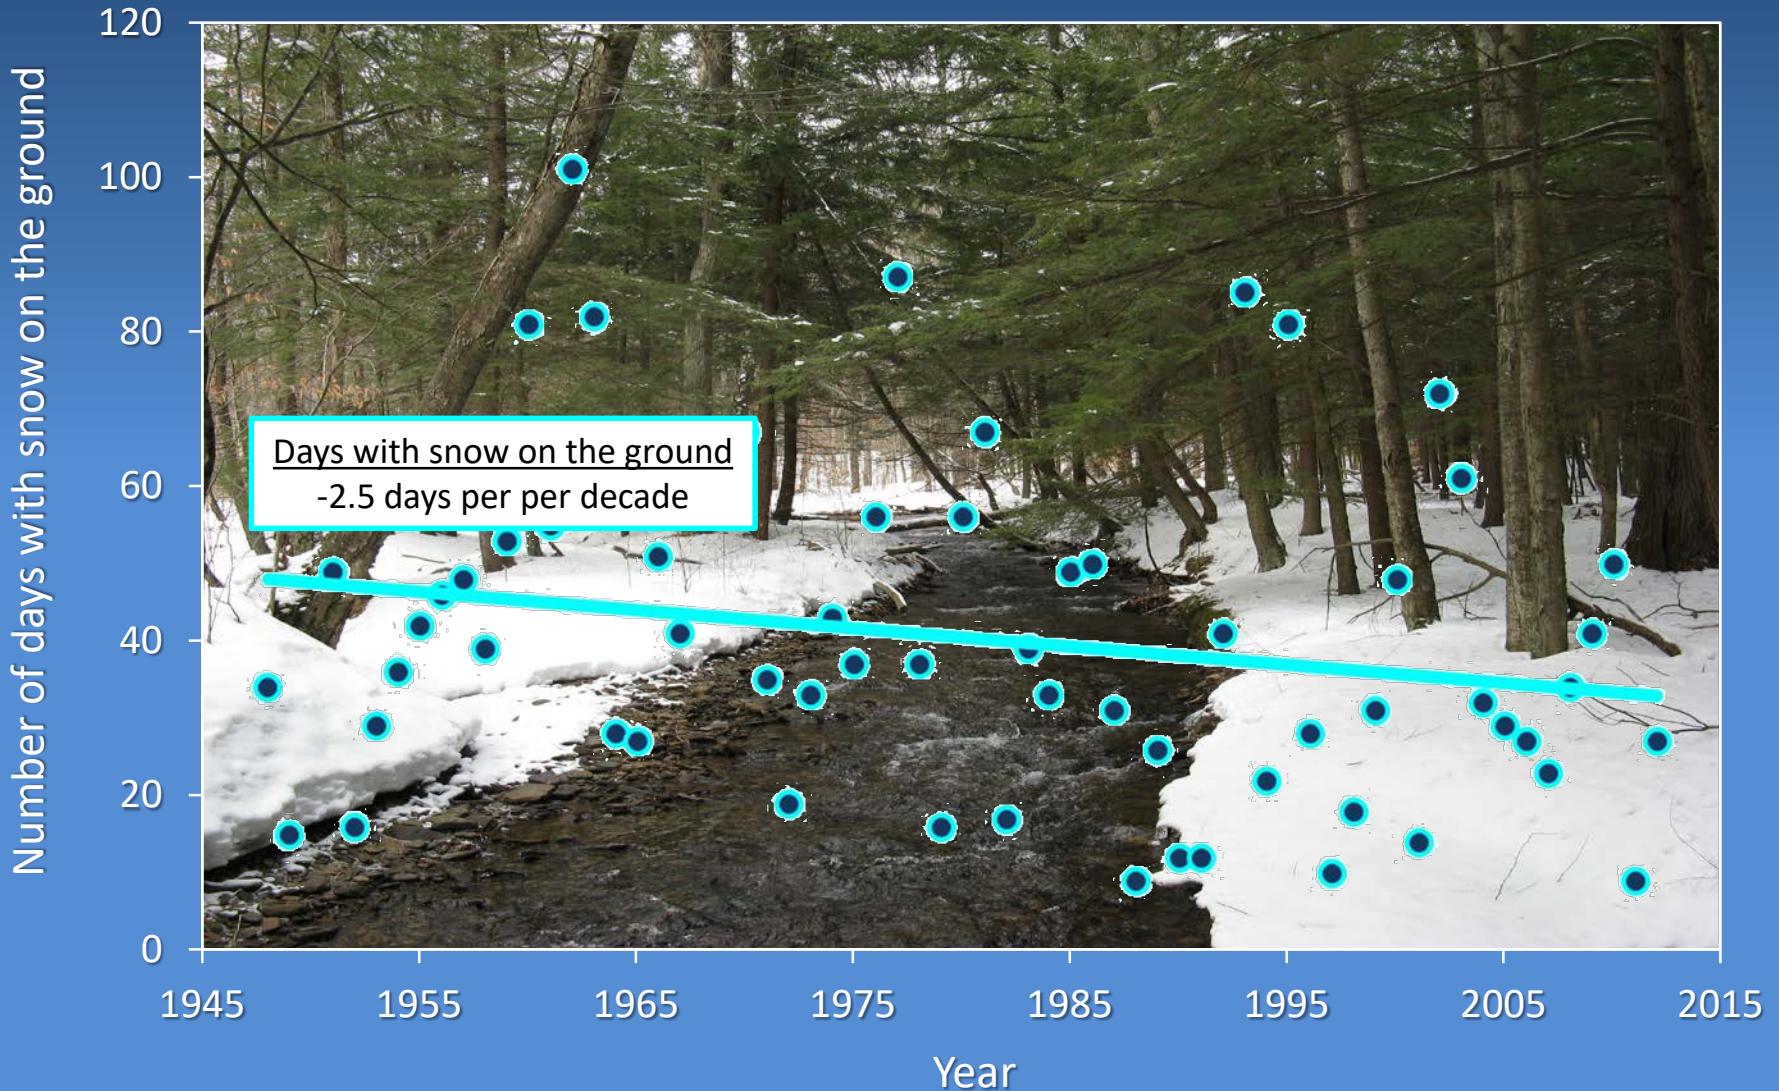 Number of days with snow on the ground
120
100
80
60
40
20
0
Days with snow on the ground
-2.5 days per per decade
1945 1955 1965 1975 1985 1995 2005 2015
Year